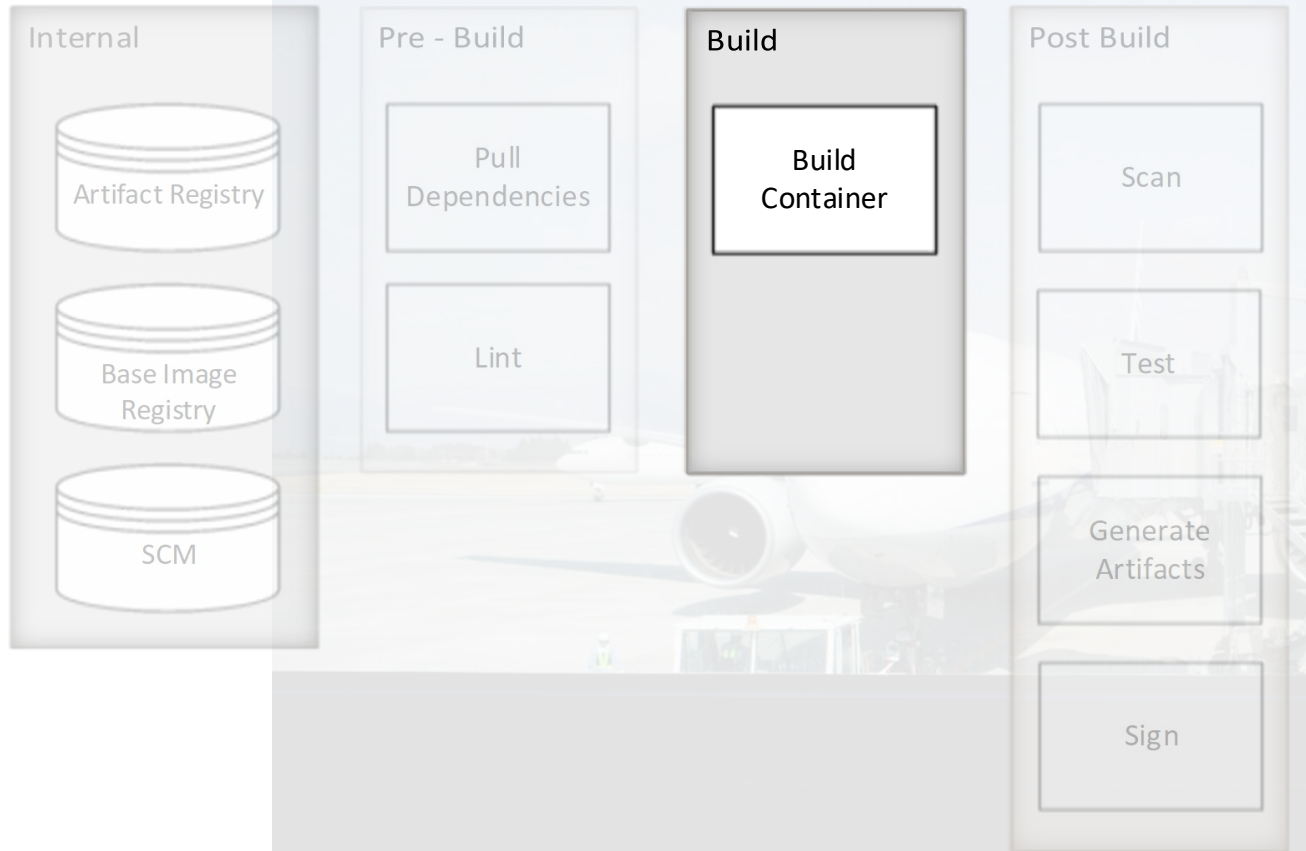 Internal
Artifact Registry
Base Image
Registry
SCM
Pre - Build
Pull
Dependencies
Lint
Build
Build
Container
Post Build
Scan
Test
Generate
Artifacts
Sign